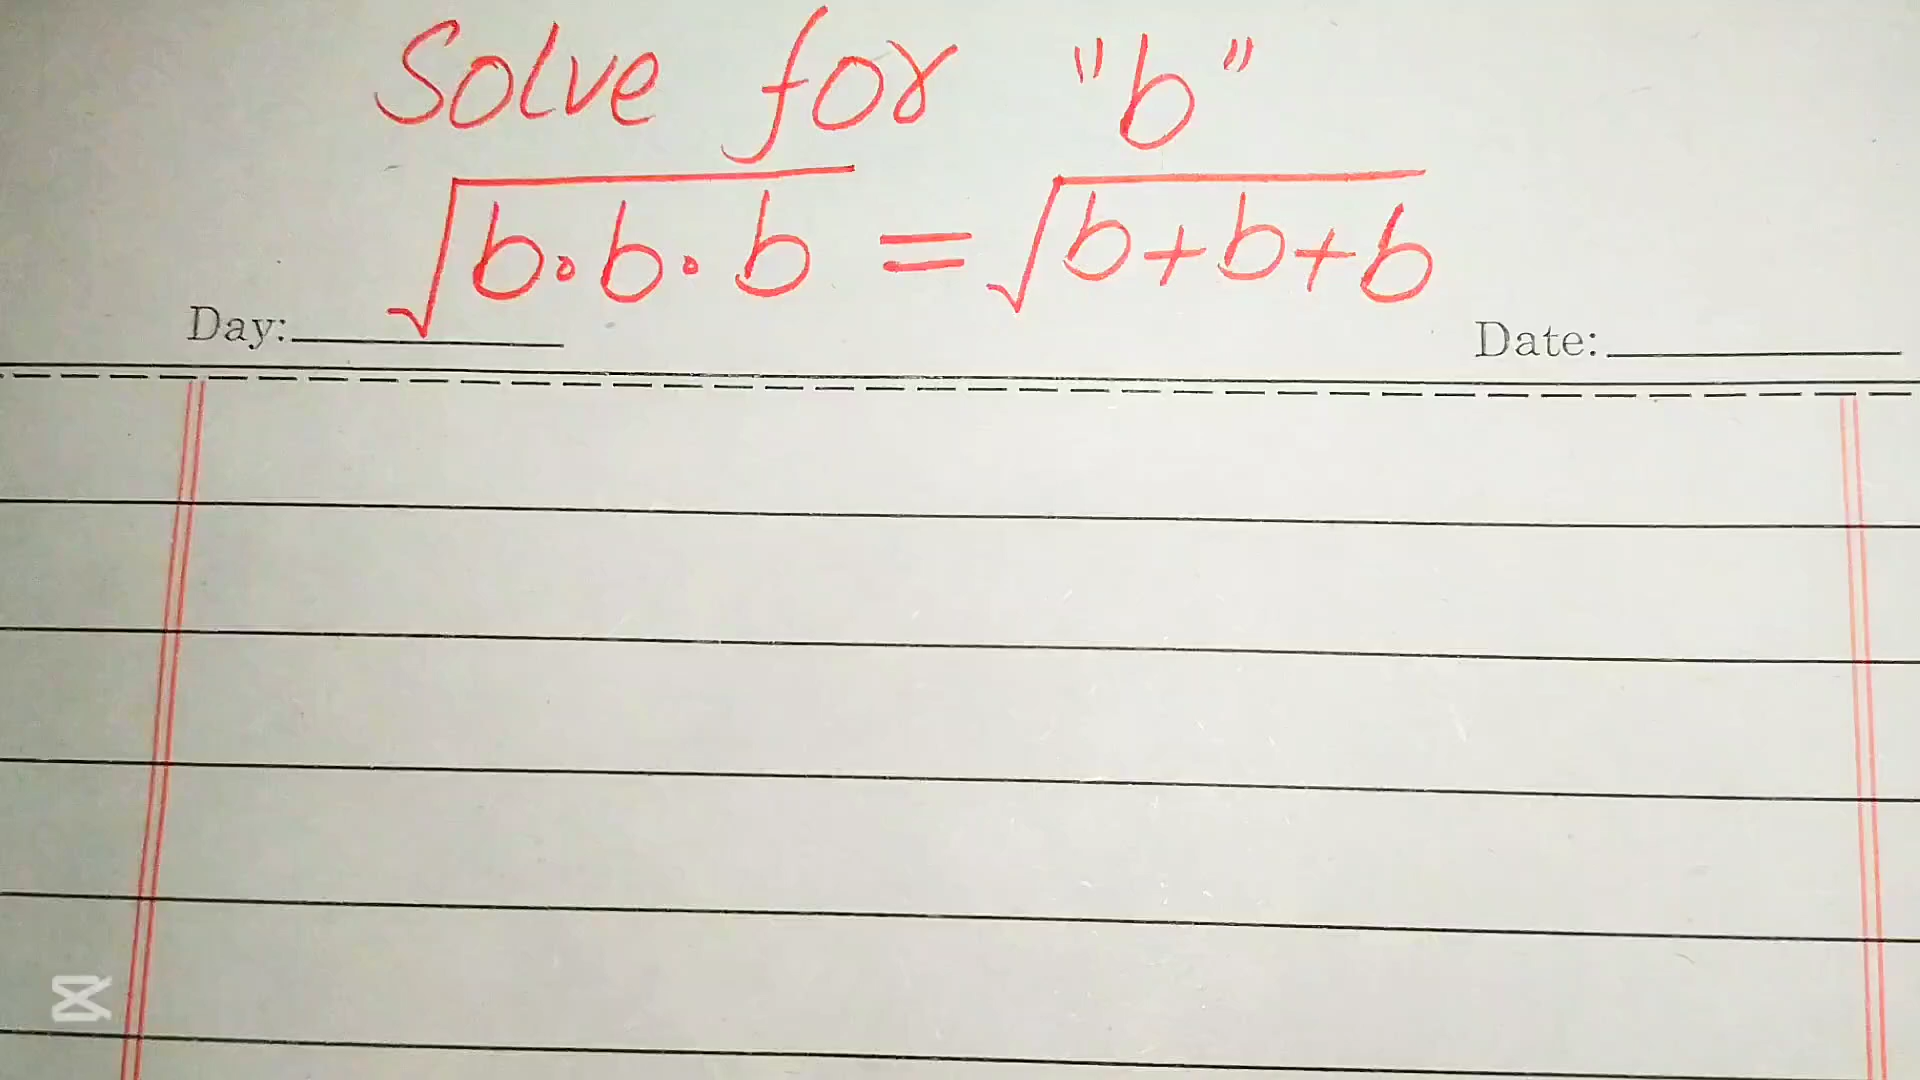 Solve for "b"
√b·b·b = √b+b+b
Day: Date: